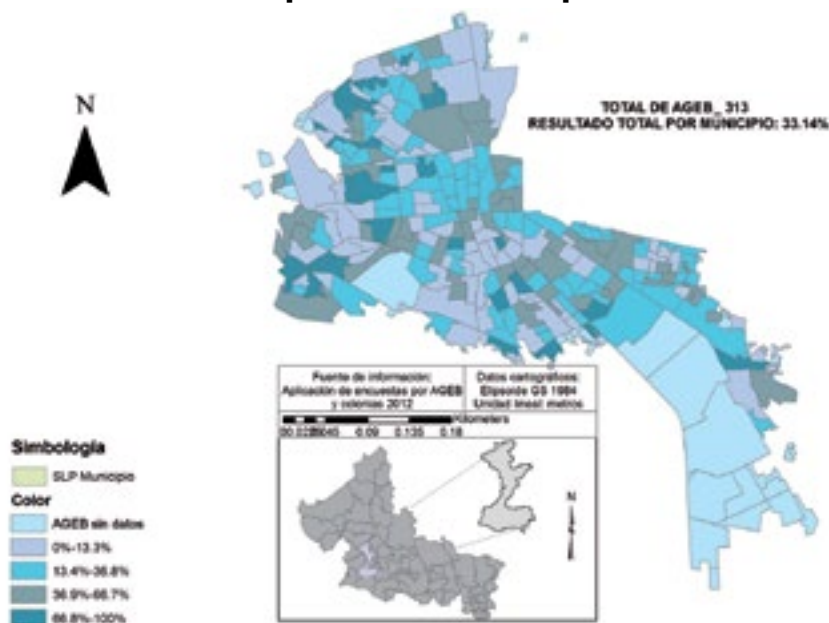 N
TOTAL DE AGEB_ 313
RESULTADO TOTAL POR MUNICIPIO: 33.14%
Fuente de información:
Aplicación de encuestas por AGEB
y colonias 2012
Datos cartográficos:
Elipsoide GS 1984
Unidad lineal: metros
Kilometers
0.09 0.135 0.18
N
Simbología
SLP Municipio
Color
AGEB sin datos
0%-13.3%
13.4%-36.8%
36.9%-66.7%
66.8%-100%